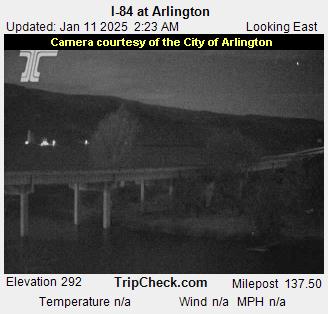 I-84 at Arlington
Updated: Jan 11 2025 2:23 AM Looking East
Camera courtesy of the City of Arlington
Elevation 292 TripCheck.com Milepost 137.50
Temperature n/a Wind n/a MPH n/a